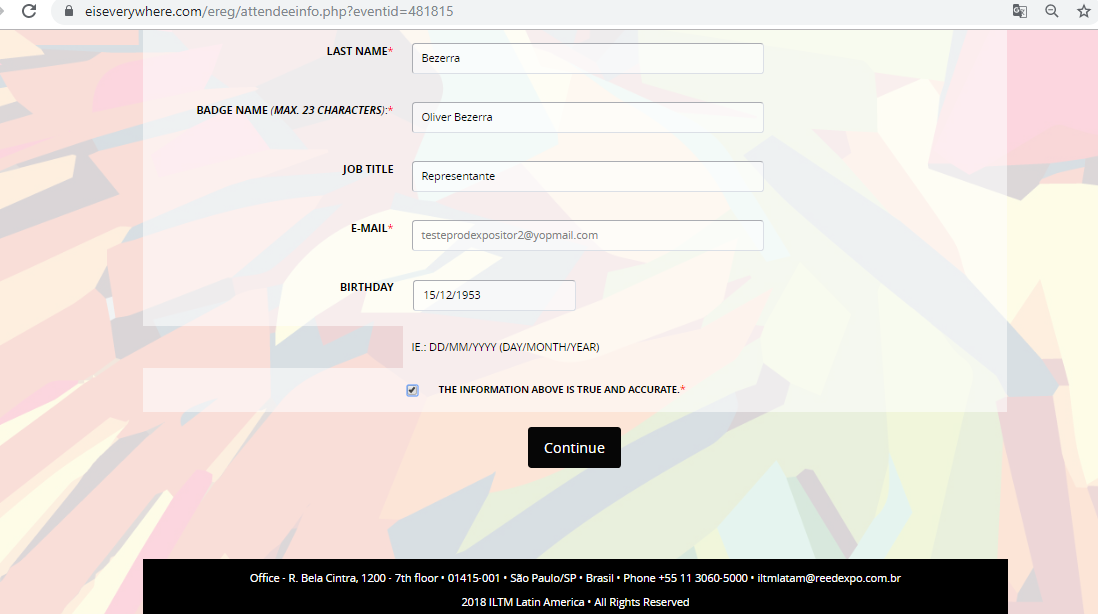 eiseverywhere.com/ereg/attendeeinfo.php?eventid=481815
LAST NAME* Bezerra
BADGE NAME (MAX. 23 CHARACTERS):* Oliver Bezerra
JOB TITLE Representante
E-MAIL* testeprodexpositor2@yopmail.com
BIRTHDAY 15/12/1953
IE.: DD/MM/YYYY (DAY/MONTH/YEAR)
THE INFORMATION ABOVE IS TRUE AND ACCURATE.*
Continue
Office - R. Bela Cintra, 1200 - 7th floor • 01415-001 • São Paulo/SP • Brasil • Phone +55 11 3060-5000 • iltmlatam@reedexpo.com.br
2018 ILTM Latin America • All Rights Reserved